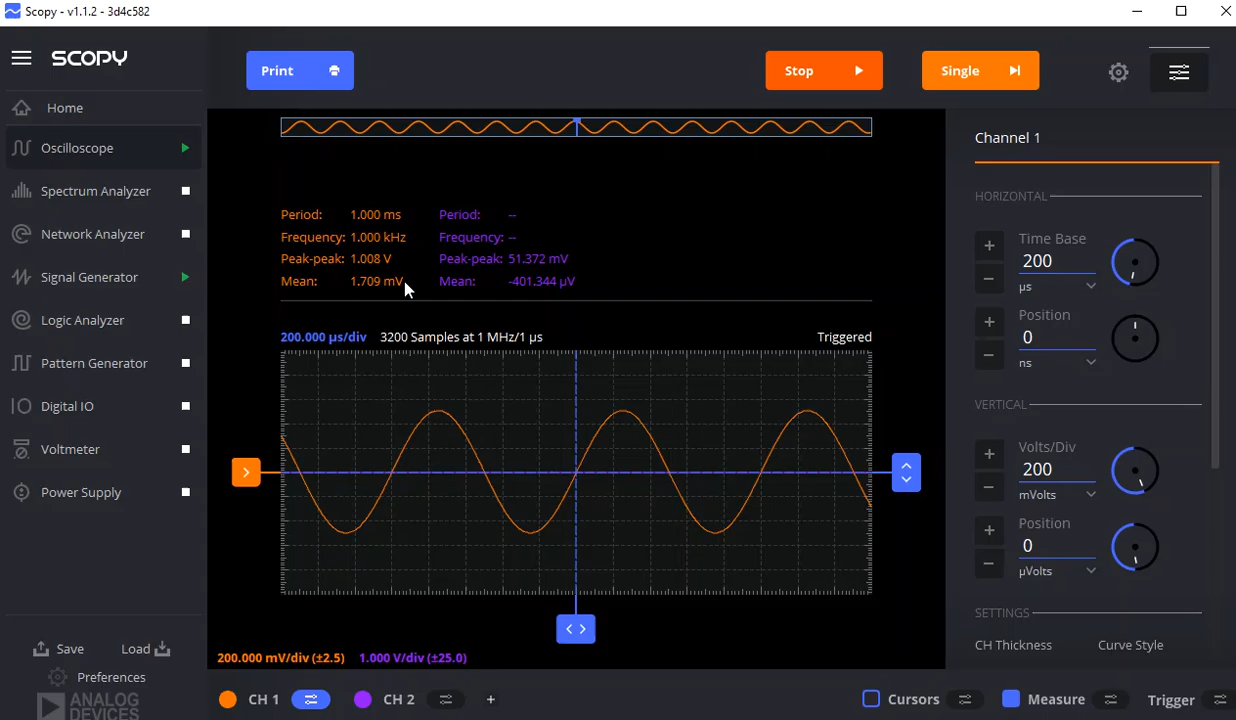 Scopy - v1.1.2 - 3d4c582
SCOPY
Print
Stop
Single
Home
Oscilloscope
Spectrum Analyzer
Network Analyzer
Signal Generator
Logic Analyzer
Pattern Generator
Digital IO
Voltmeter
Power Supply
Save
Load
Preferences
ANALOG
DEVICES
Period: 1.000 ms Period: --
Frequency: 1.000 kHz Frequency: --
Peak-peak: 1.008 V Peak-peak: 51.372 mV
Mean: 1.709 mV Mean: -401.344 µV
200.000 µs/div 3200 Samples at 1 MHz/1 µs Triggered
200.000 mV/div (±2.5) 1.000 V/div (±25.0)
CH 1 CH 2 + Cursors Measure Trigger
Channel 1
HORIZONTAL
Time Base
+ 200
− µs
Position
+ 0
− ns
VERTICAL
Volts/Div
+ 200
− mVolts
Position
+ 0
− µVolts
SETTINGS
CH Thickness Curve Style